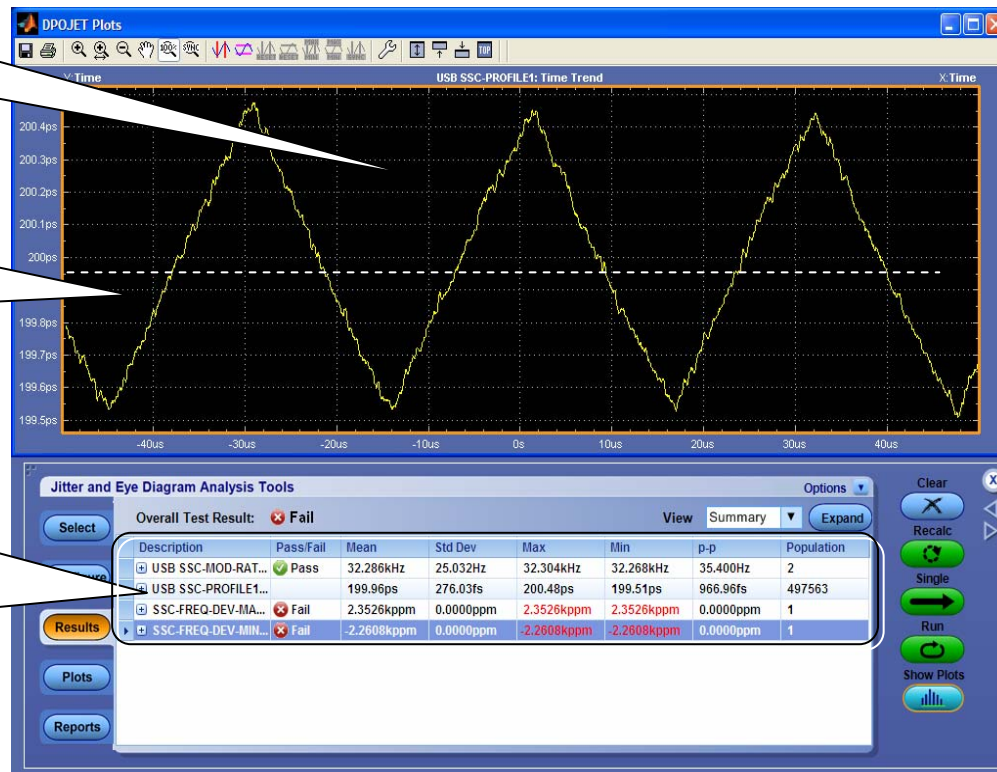 DPOJET Plots
100%
SYNC
TOP
Y:Time
USB SSC-PROFILE1: Time Trend
X:Time
200.4ps
200.3ps
200.2ps
200.1ps
200ps
199.8ps
199.7ps
199.6ps
199.5ps
-40us
-30us
-20us
-10us
0s
10us
20us
30us
40us
Jitter and Eye Diagram Analysis Tools
Options
Clear
Select
Overall Test Result: Fail
View Summary
Expand
Recalc
Description Pass/Fail Mean Std Dev Max Min p-p Population
USB SSC-MOD-RAT... Pass 32.286kHz 25.032Hz 32.304kHz 32.268kHz 35.400Hz 2
USB SSC-PROFILE1... 199.96ps 276.03fs 200.48ps 199.51ps 966.96fs 497563
SSC-FREQ-DEV-MA... Fail 2.3526kppm 0.0000ppm 2.3526kppm 2.3526kppm 0.0000ppm 1
SSC-FREQ-DEV-MIN... Fail -2.2608kppm 0.0000ppm -2.2608kppm -2.2608kppm 0.0000ppm 1
Single
Results
Run
Plots
Show Plots
Reports